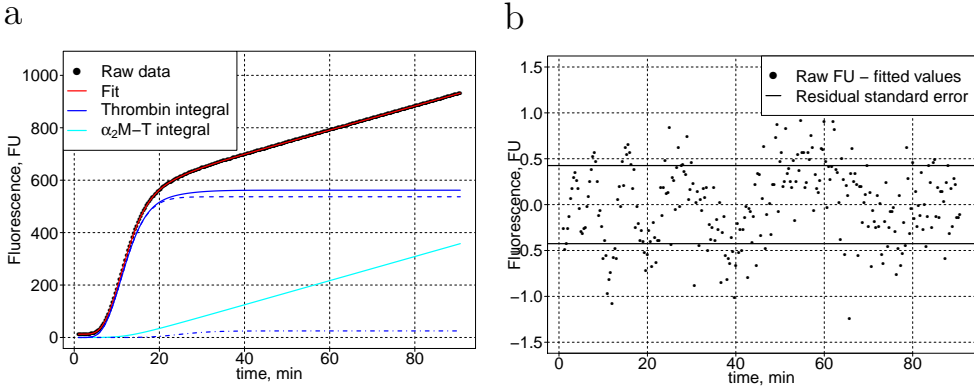 a
Raw data
Fit
Thrombin integral
α₂M−T integral
Fluorescence, FU
1000
800
600
400
200
0
0
20
40
60
80
time, min
b
Raw FU − fitted values
Residual standard error
Fluorescence, FU
1.5
1.0
0.5
0.0
−0.5
−1.0
−1.5
0
20
40
60
80
time, min